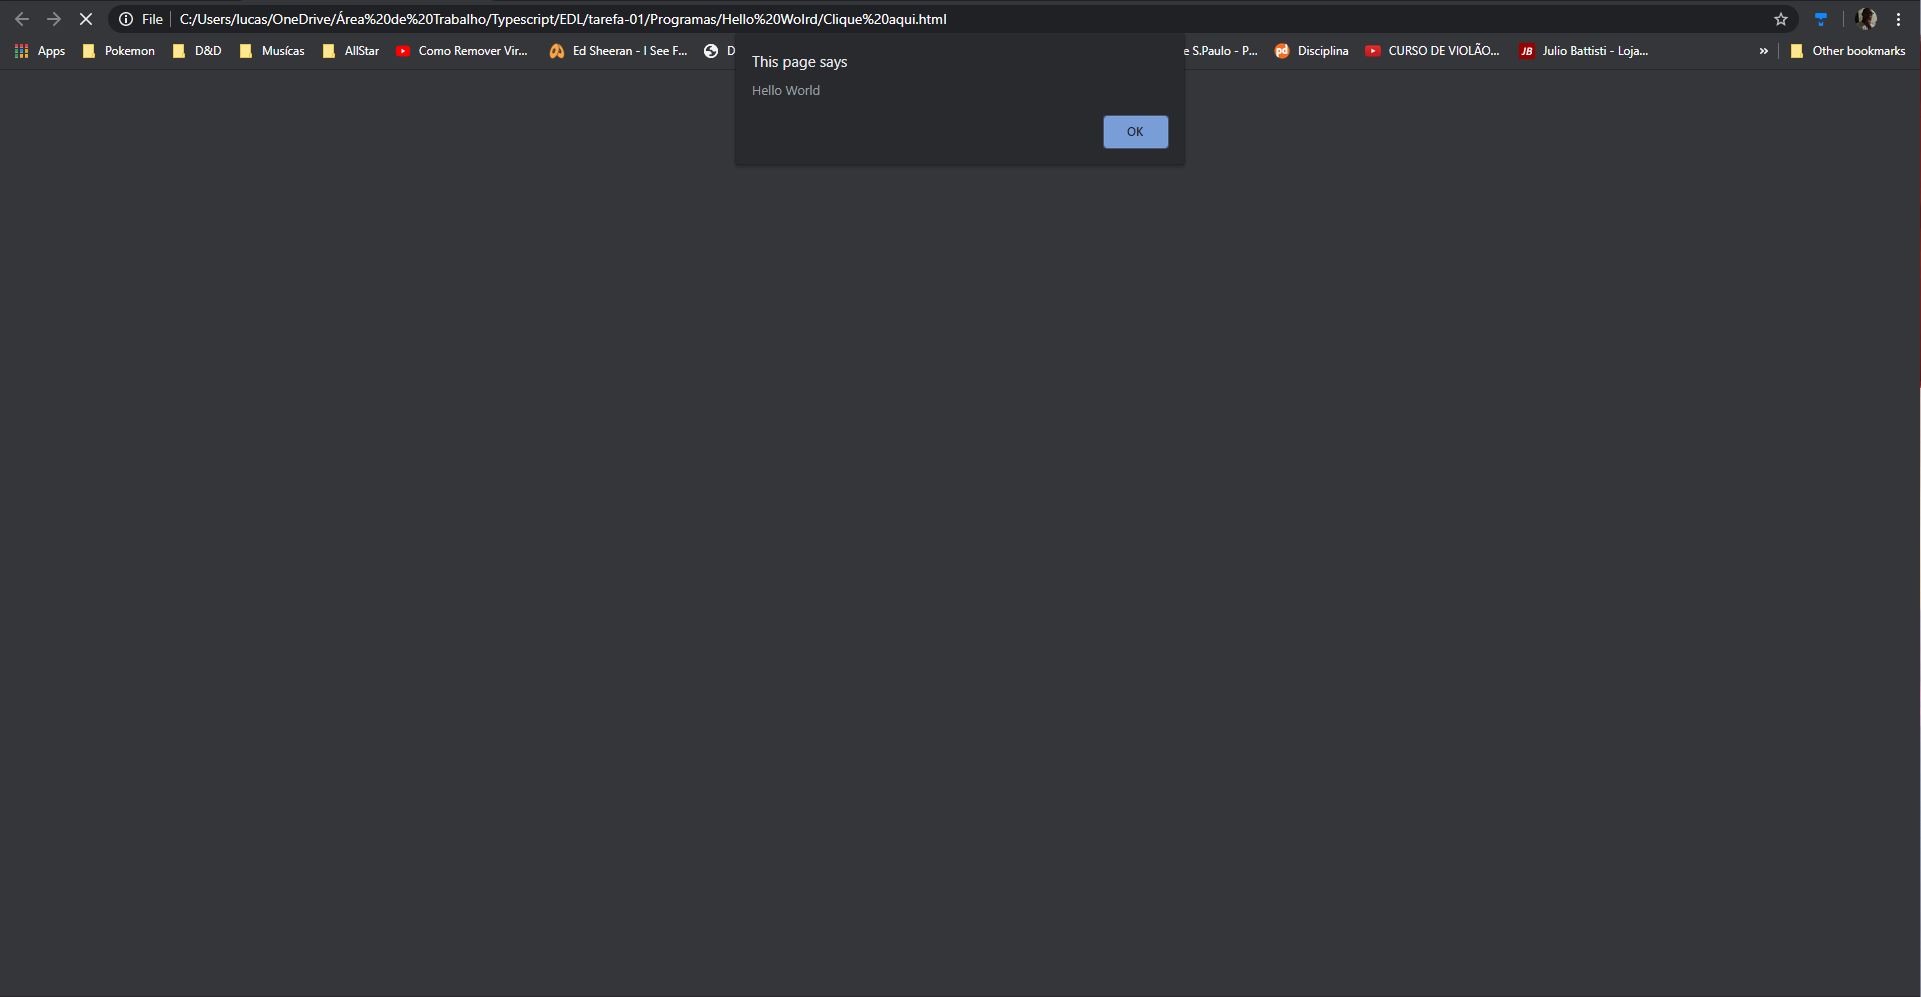 File C:/Users/lucas/OneDrive/Área%20de%20Trabalho/Typescript/EDL/tarefa-01/Programas/Hello%20Wolrd/Clique%20aqui.html
Apps Pokemon D&D Musícas AllStar Como Remover Vir... Ed Sheeran - I See F... D e S.Paulo - P... pd Disciplina CURSO DE VIOLÃO... JB Julio Battisti - Loja... » Other bookmarks
This page says
Hello World
OK